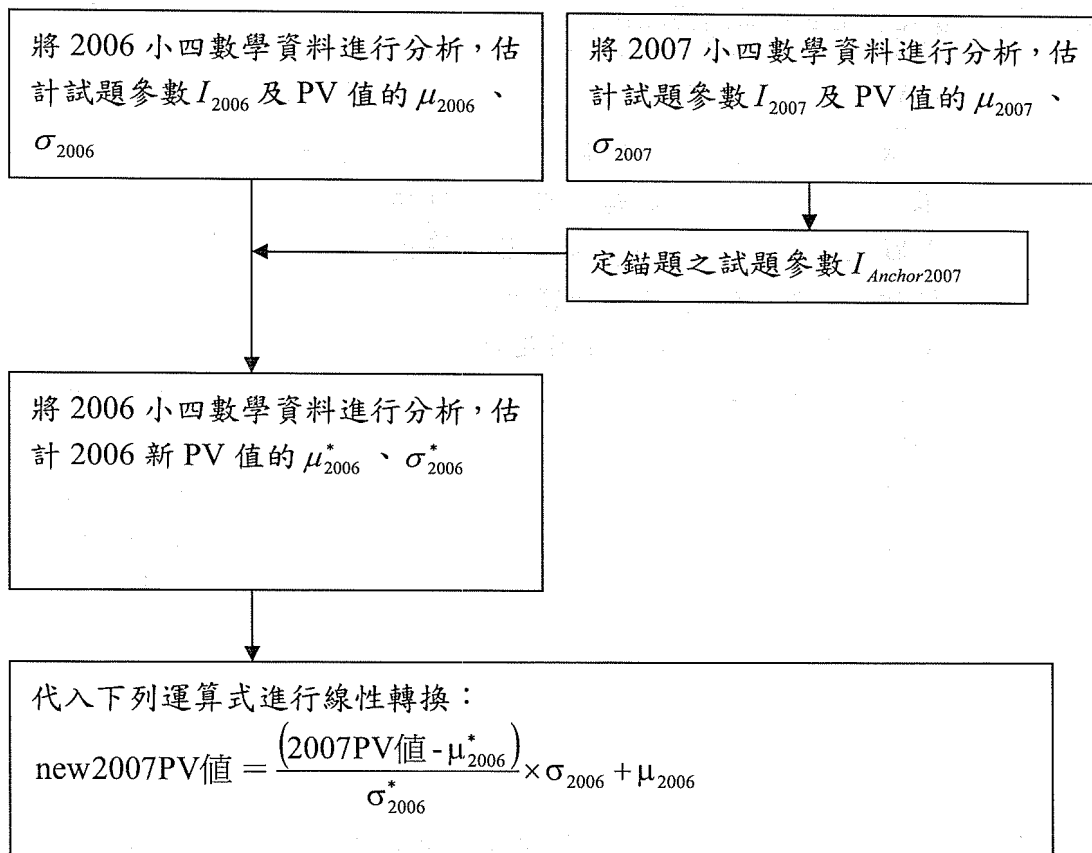 將 2006 小四數學資料進行分析，估
計試題參數 I₂₀₀₆ 及 PV 值的 μ₂₀₀₆ 、
σ₂₀₀₆
將 2007 小四數學資料進行分析，估
計試題參數 I₂₀₀₇ 及 PV 值的 μ₂₀₀₇ 、
σ₂₀₀₇
定錨題之試題參數 I_Anchor2007
將 2006 小四數學資料進行分析，估
計 2006 新 PV 值的 μ*₂₀₀₆ 、 σ*₂₀₀₆
代入下列運算式進行線性轉換：
new2007PV值 = (2007PV值 - μ*₂₀₀₆) / σ*₂₀₀₆ × σ₂₀₀₆ + μ₂₀₀₆